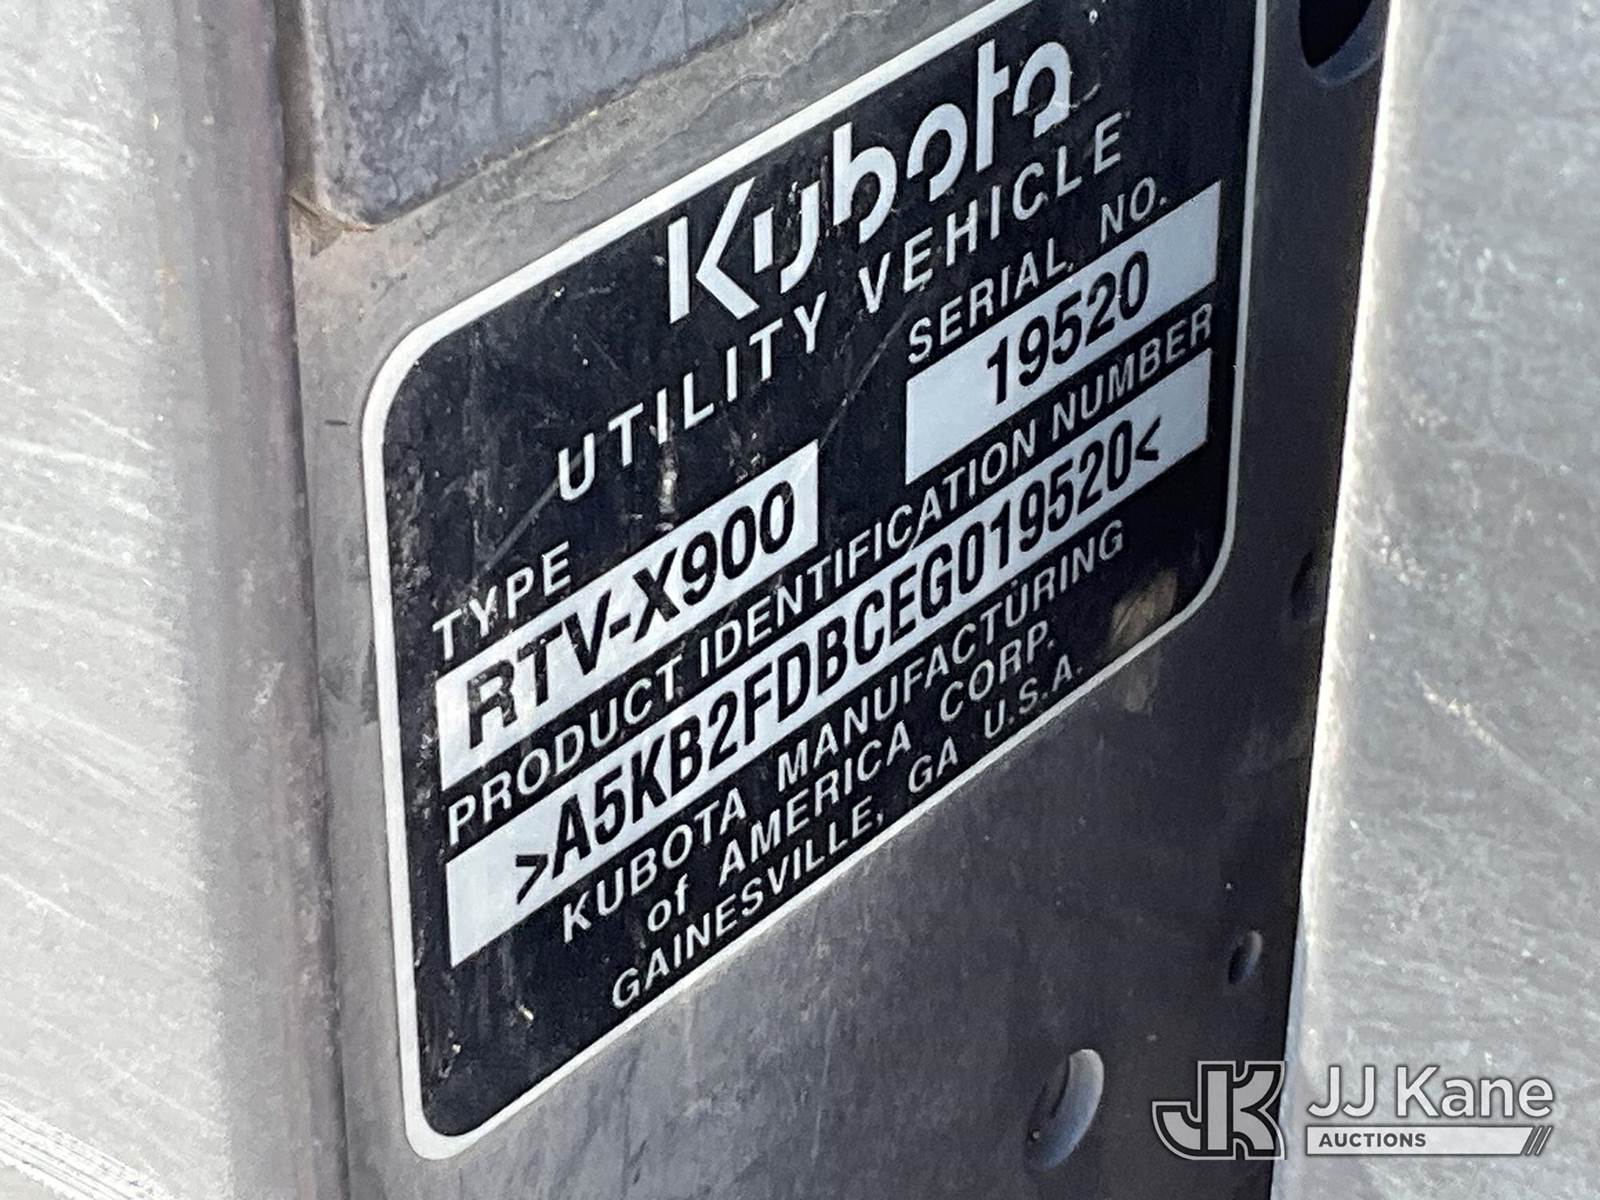 Kubota
UTILITY VEHICLE
TYPE
RTV-X900
SERIAL NO.
19520
PRODUCT IDENTIFICATION NUMBER
>A5KB2FDBCEG019520<
KUBOTA MANUFACTURING
of AMERICA CORP.
GAINESVILLE, GA U.S.A.
JK JJ Kane
AUCTIONS